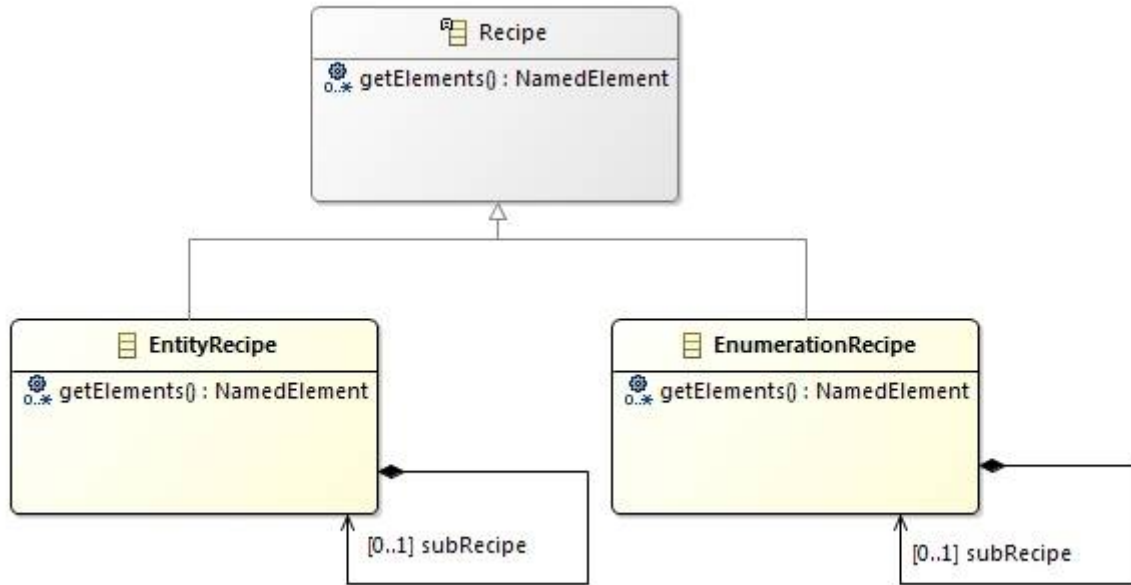 Recipe
0..* getElements() : NamedElement
EntityRecipe
0..* getElements() : NamedElement
[0..1] subRecipe
EnumerationRecipe
0..* getElements() : NamedElement
[0..1] subRecipe